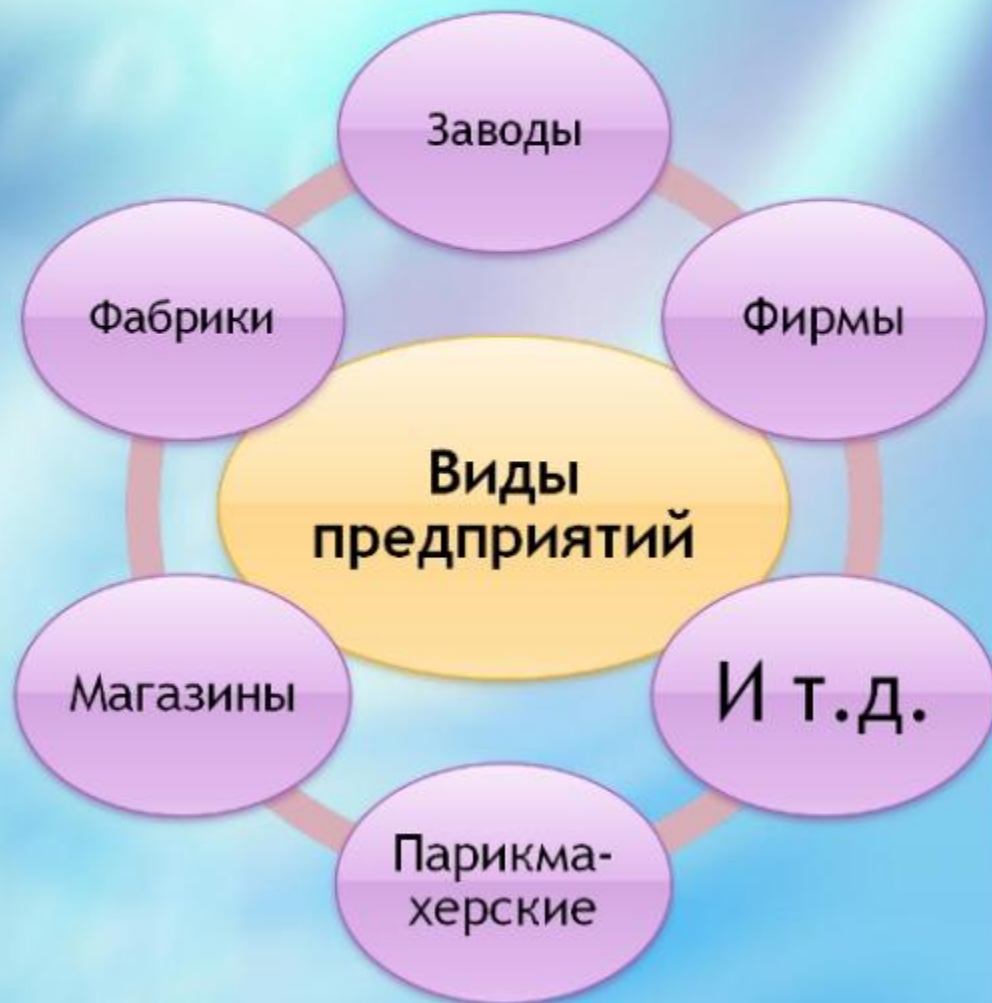 Заводы
Фирмы
И т.д.
Парикма-
херские
Магазины
Фабрики
Виды
предприятий